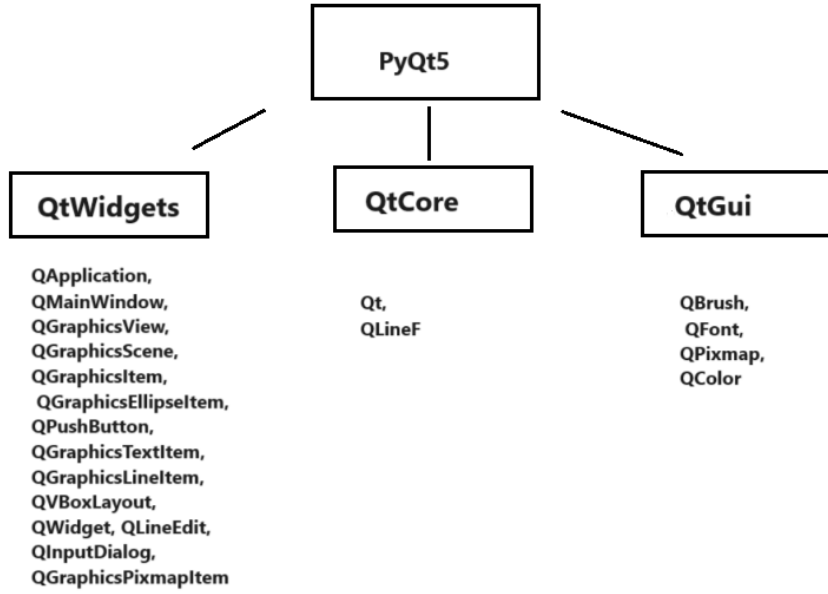 PyQt5
QtWidgets
QtCore
QtGui
QApplication,
QMainWindow,
QGraphicsView,
QGraphicsScene,
QGraphicsItem,
QGraphicsEllipseItem,
QPushButton,
QGraphicsTextItem,
QGraphicsLineItem,
QVBoxLayout,
QWidget, QLineEdit,
QInputDialog,
QGraphicsPixmapItem
Qt,
QLineF
QBrush,
QFont,
QPixmap,
QColor